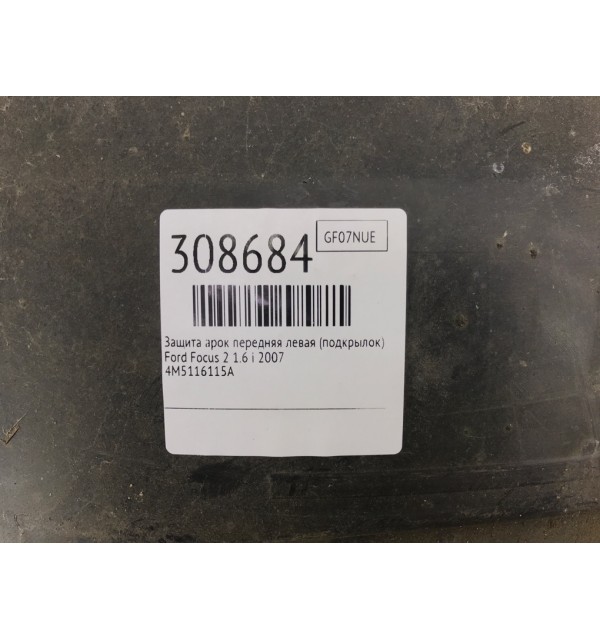 308684
GF07NUE
Защита арок передняя левая (подкрылок)
Ford Focus 2 1.6 i 2007
4M5116115A